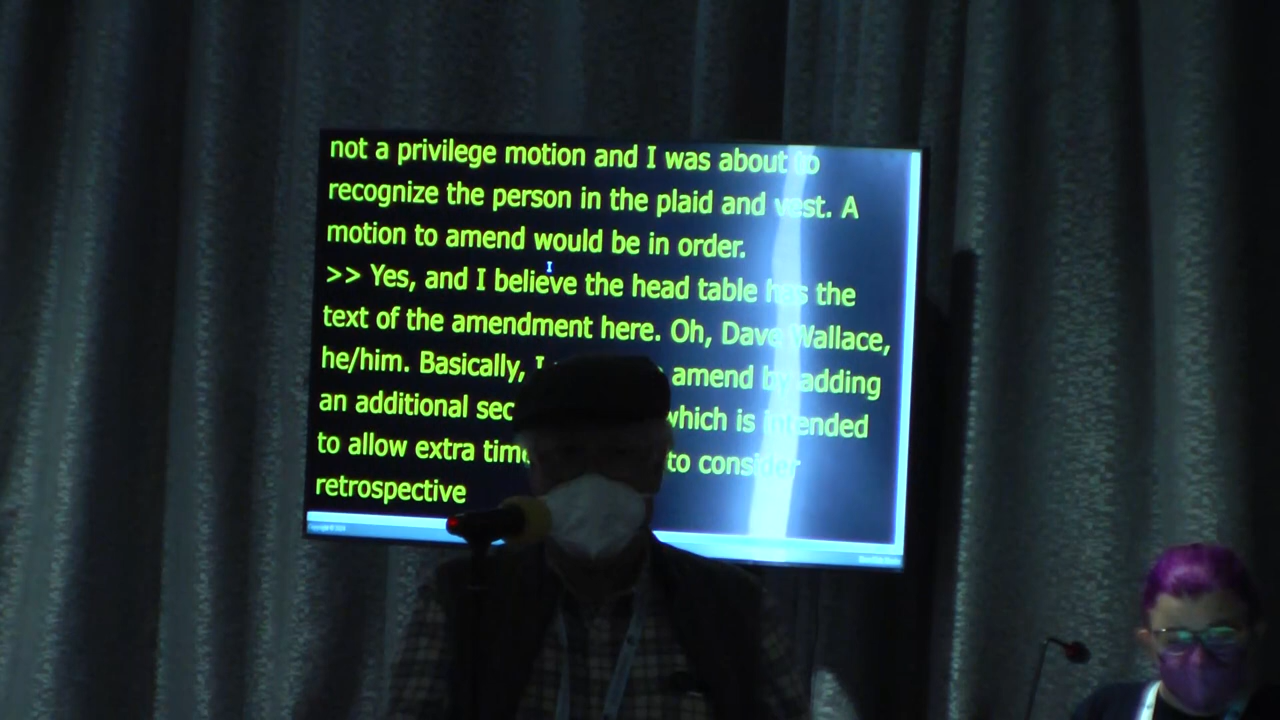 not a privilege motion and I was about to
recognize the person in the plaid and vest. A
motion to amend would be in order.
>> Yes, and I believe the head table has the
text of the amendment here. Oh, Dave Wallace,
he/him. Basically, I amend by adding
an additional sec which is intended
to allow extra time to consider
retrospective